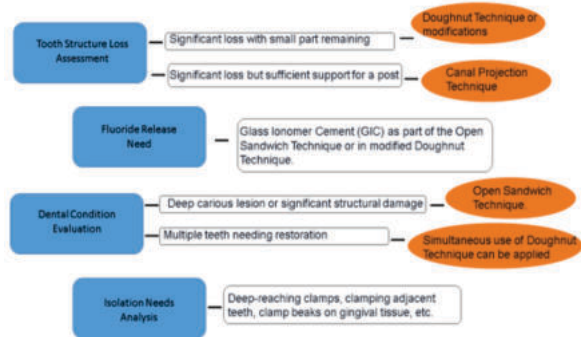 Tooth Structure Loss
Assessment
Significant loss with small part remaining
Doughnut Technique or
modifications
Significant loss but sufficient support for a post
Canal Projection
Technique
Fluoride Release
Need
Glass Ionomer Cement (GIC) as part of the Open
Sandwich Technique or in modified Doughnut
Technique.
Dental Condition
Evaluation
Deep carious lesion or significant structural damage
Open Sandwich
Technique.
Multiple teeth needing restoration
Simultaneous use of Doughnut
Technique can be applied
Isolation Needs
Analysis
Deep-reaching clamps, clamping adjacent
teeth, clamp beaks on gingival tissue, etc.